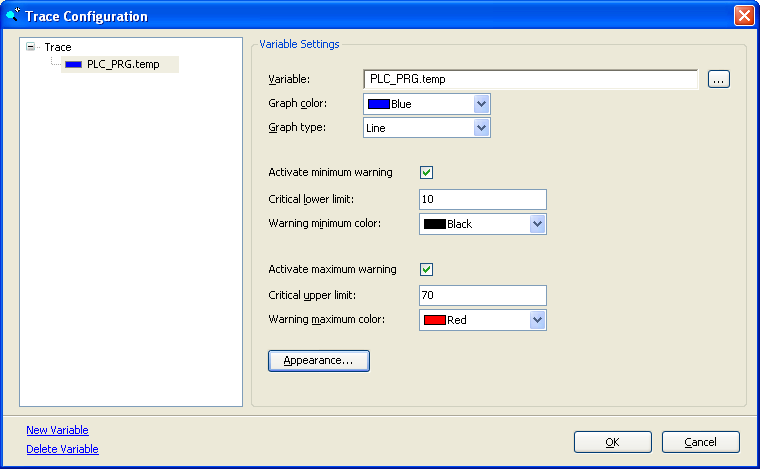 Trace Configuration
Trace
PLC_PRG.temp
Variable Settings
Variable: PLC_PRG.temp ...
Graph color: Blue
Graph type: Line
Activate minimum warning
Critical lower limit: 10
Warning minimum color: Black
Activate maximum warning
Critical upper limit: 70
Warning maximum color: Red
Appearance...
New Variable
Delete Variable
OK Cancel